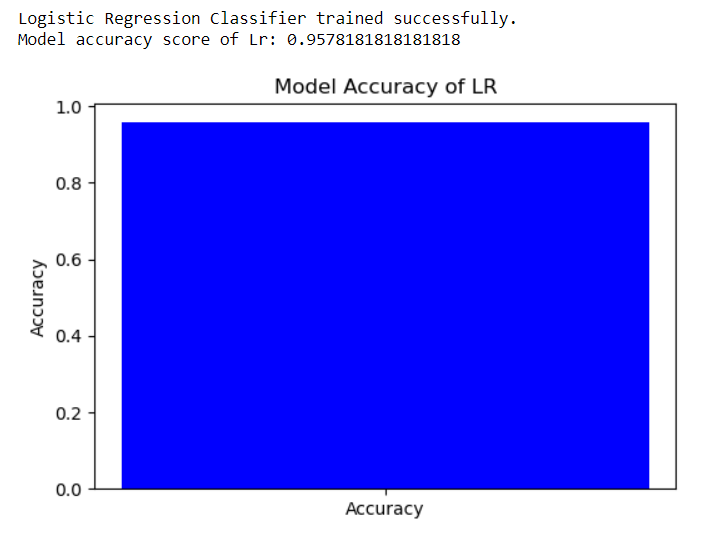 Logistic Regression Classifier trained successfully.
Model accuracy score of Lr: 0.9578181818181818
Model Accuracy of LR
1.0
0.8
0.6
0.4
0.2
0.0
Accuracy
Accuracy